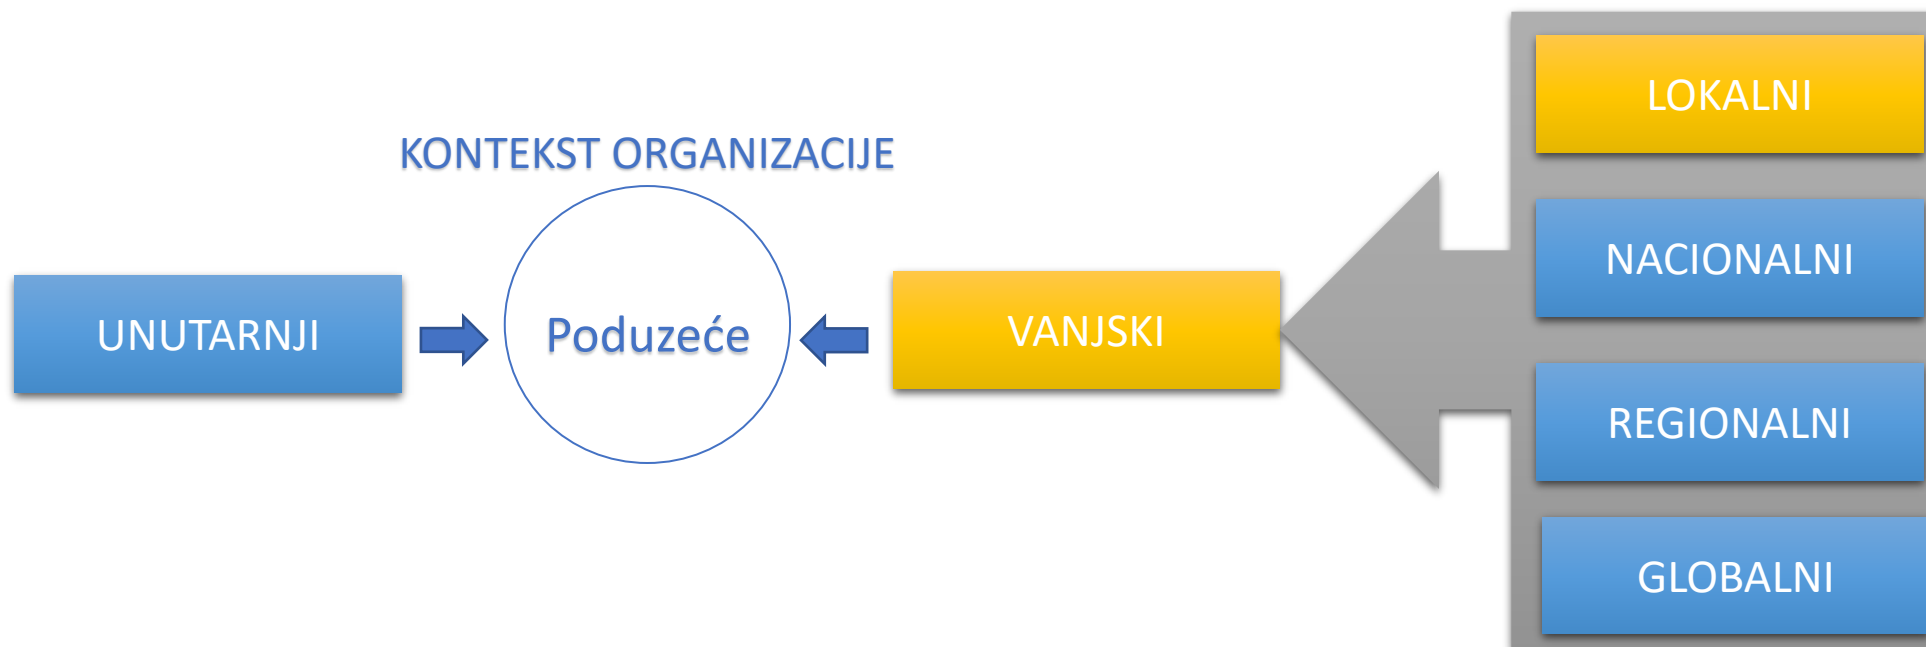 KONTEKST ORGANIZACIJE
UNUTARNJI
Poduzeće
VANJSKI
LOKALNI
NACIONALNI
REGIONALNI
GLOBALNI